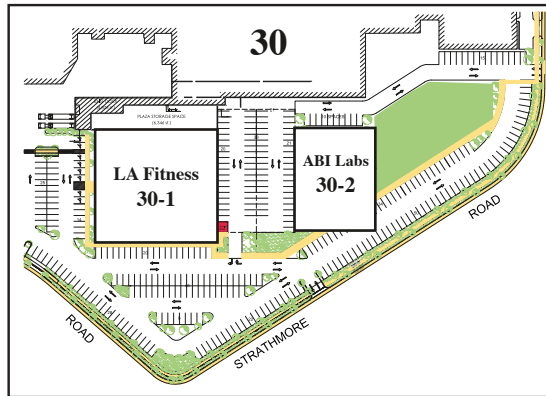 30
PLAZA STORAGE SPACE
LA Fitness
30-1
ABI Labs
30-2
ROAD
ROAD
STRATHMORE